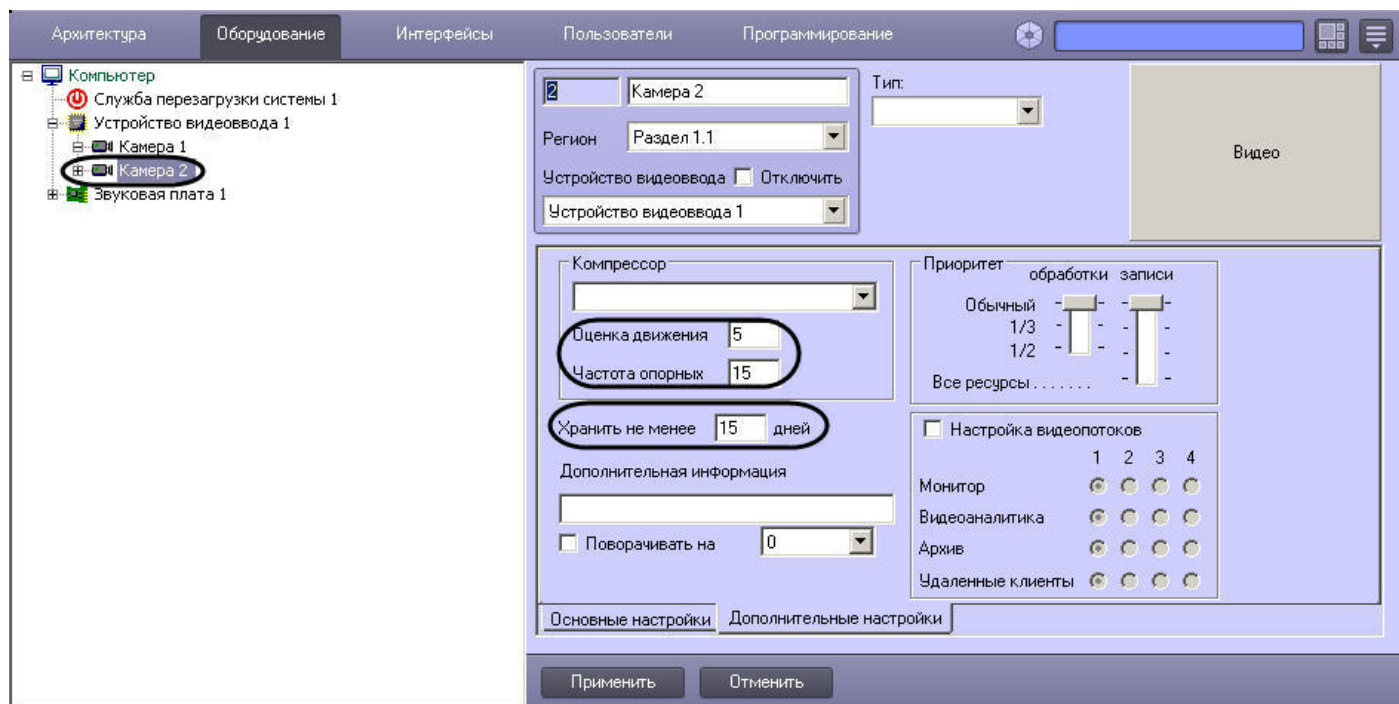 Архитектура Оборудование Интерфейсы Пользователи Программирование
Компьютер
Служба перезагрузки системы 1
Устройство видеоввода 1
Камера 1
Камера 2
Звуковая плата 1
2 Камера 2
Тип:
Регион Раздел 1.1
Устройство видеоввода Отключить
Устройство видеоввода 1
Видео
Компрессор
Оценка движения 5
Частота опорных 15
Хранить не менее 15 дней
Дополнительная информация
Поворачивать на 0
Приоритет
обработки записи
Обычный
1/3
1/2
Все ресурсы . . . . . . .
Настройка видеопотоков
1 2 3 4
Монитор
Видеоаналитика
Архив
Удаленные клиенты
Основные настройки Дополнительные настройки
Применить Отменить